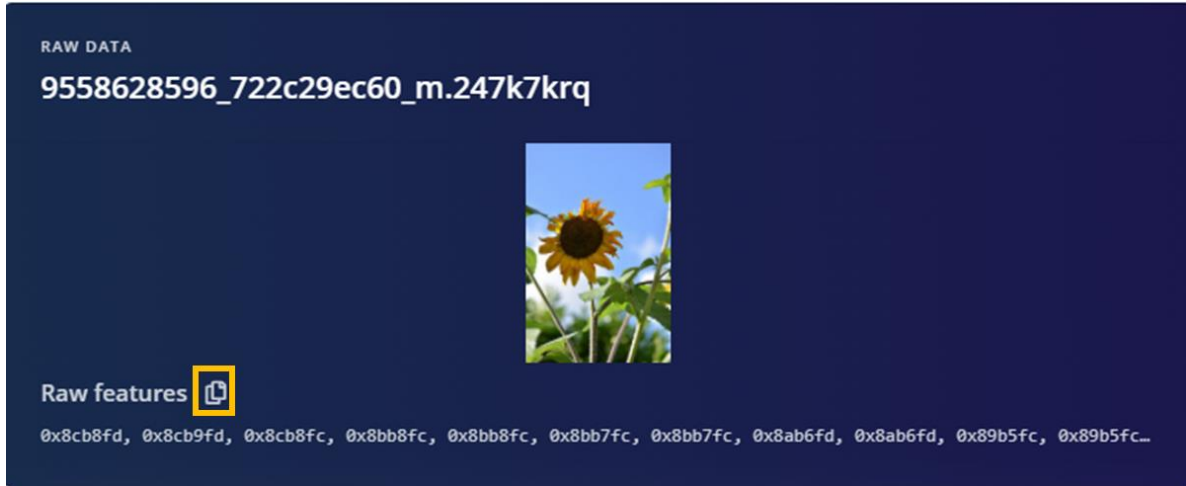 RAW DATA
9558628596_722c29ec60_m.247k7krq
Raw features
0x8cb8fd, 0x8cb9fd, 0x8cb8fc, 0x8bb8fc, 0x8bb8fc, 0x8bb7fc, 0x8bb7fc, 0x8ab6fd, 0x8ab6fd, 0x89b5fc, 0x89b5fc…